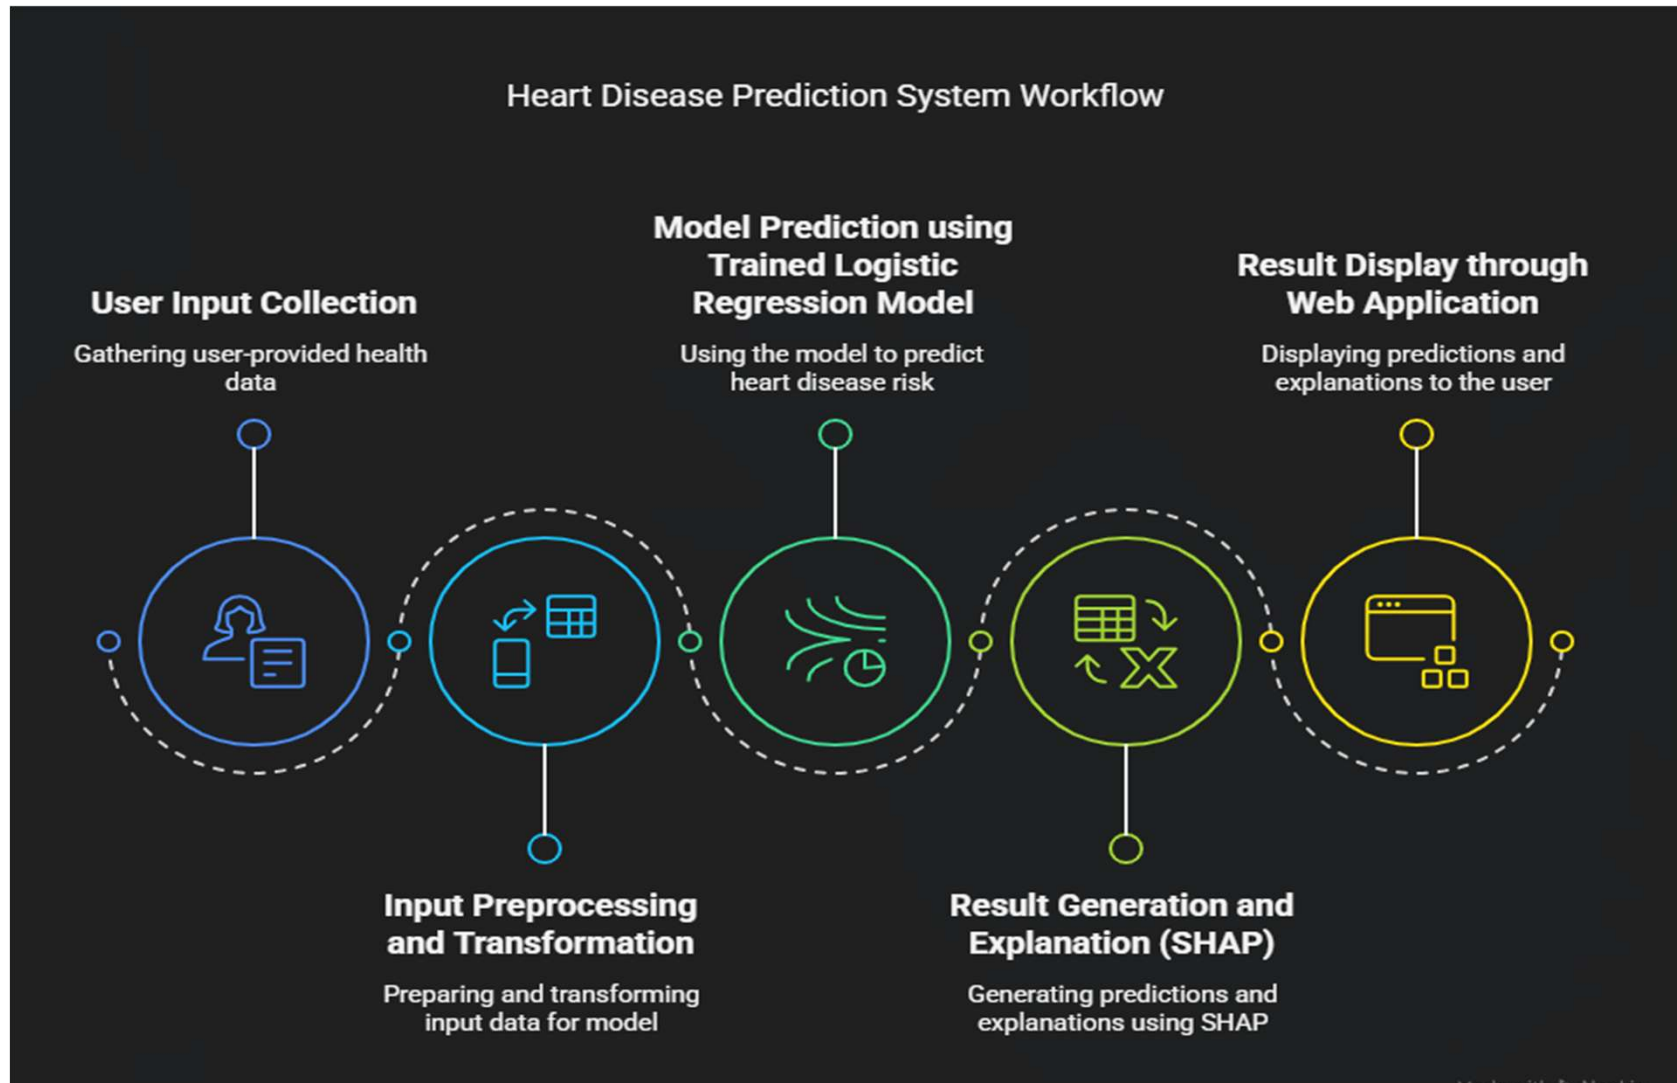 Heart Disease Prediction System Workflow
User Input Collection
Gathering user-provided health
data
Input Preprocessing
and Transformation
Preparing and transforming
input data for model
Model Prediction using
Trained Logistic
Regression Model
Using the model to predict
heart disease risk
Result Generation and
Explanation (SHAP)
Generating predictions and
explanations using SHAP
Result Display through
Web Application
Displaying predictions and
explanations to the user